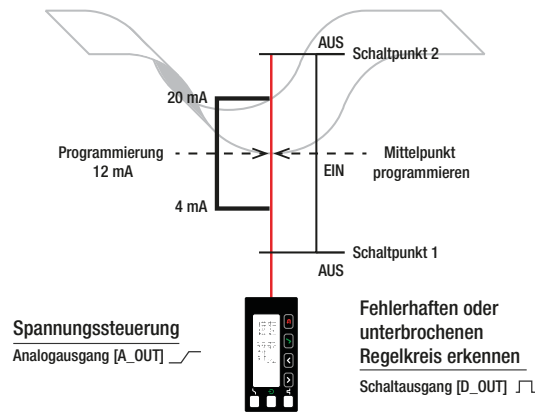 AUS
Schaltpunkt 2
20 mA
Programmierung
12 mA
EIN
Mittelpunkt
programmieren
4 mA
Schaltpunkt 1
AUS
Spannungssteuerung
Analogausgang [A_OUT]
Fehlerhaften oder
unterbrochenen
Regelkreis erkennen
Schaltausgang [D_OUT]